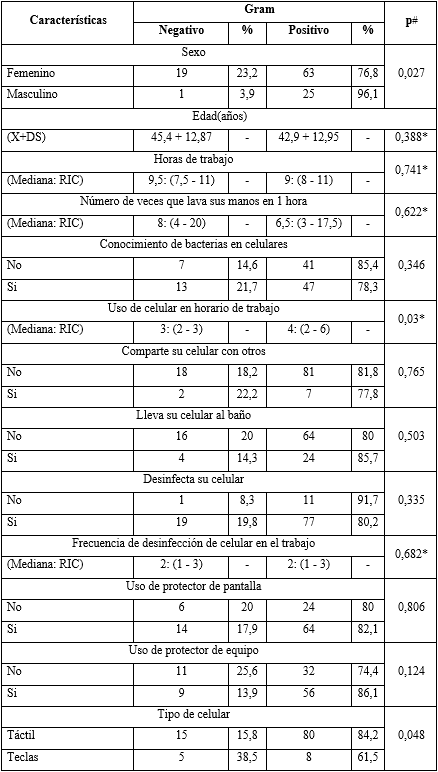 Características Gram p#
Negativo % Positivo %
Sexo
Femenino 19 23,2 63 76,8 0,027
Masculino 1 3,9 25 96,1
Edad(años)
(X+DS) 45,4 + 12,87 - 42,9 + 12,95 - 0,388*
Horas de trabajo
(Mediana: RIC) 9,5: (7,5 - 11) - 9: (8 - 11) - 0,741*
Número de veces que lava sus manos en 1 hora
(Mediana: RIC) 8: (4 - 20) - 6,5: (3 - 17,5) - 0,622*
Conocimiento de bacterias en celulares
No 7 14,6 41 85,4 0,346
Si 13 21,7 47 78,3
Uso de celular en horario de trabajo
(Mediana: RIC) 3: (2 - 3) - 4: (2 - 6) - 0,03*
Comparte su celular con otros
No 18 18,2 81 81,8 0,765
Si 2 22,2 7 77,8
Lleva su celular al baño
No 16 20 64 80 0,503
Si 4 14,3 24 85,7
Desinfecta su celular
No 1 8,3 11 91,7 0,335
Si 19 19,8 77 80,2
Frecuencia de desinfección de celular en el trabajo
(Mediana: RIC) 2: (1 - 3) - 2: (1 - 3) - 0,682*
Uso de protector de pantalla
No 6 20 24 80 0,806
Si 14 17,9 64 82,1
Uso de protector de equipo
No 11 25,6 32 74,4 0,124
Si 9 13,9 56 86,1
Tipo de celular
Táctil 15 15,8 80 84,2 0,048
Teclas 5 38,5 8 61,5